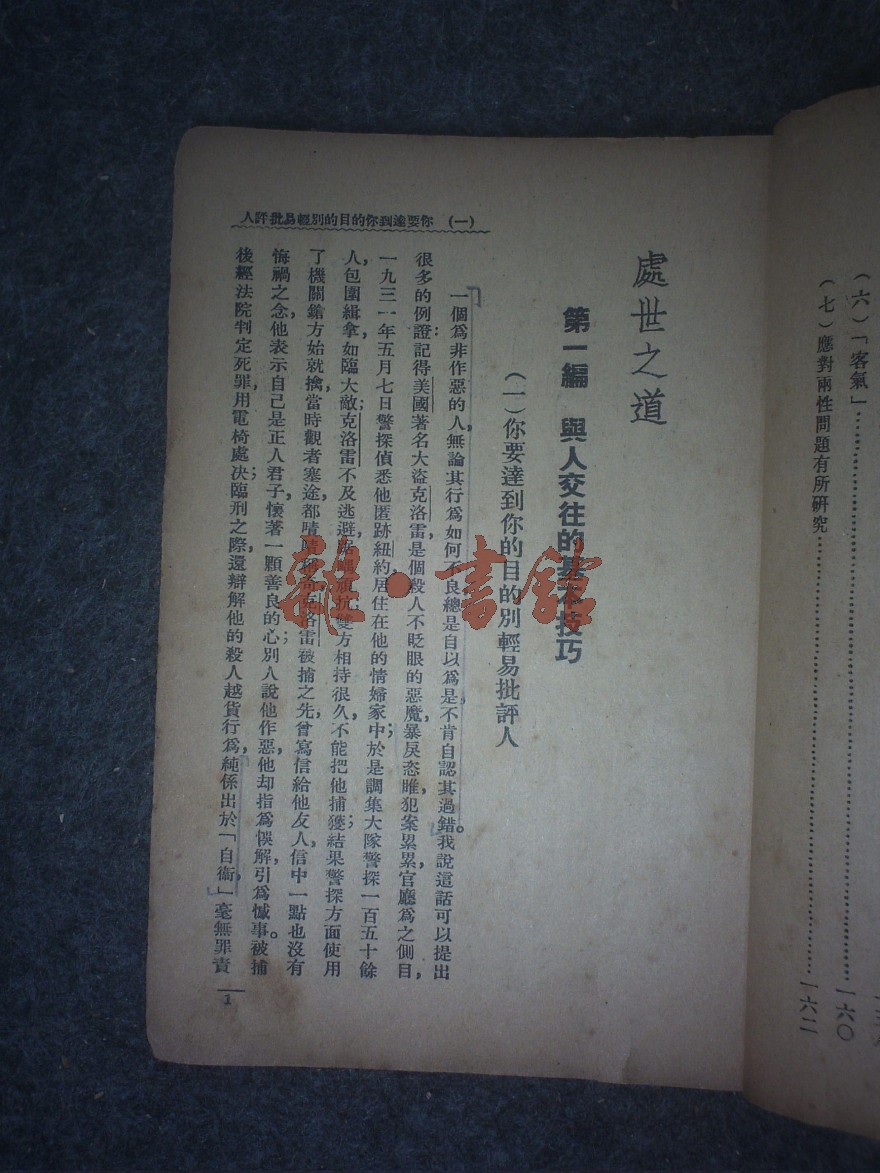 （六）「客氣」……一六〇
（七）應對兩性問題有所研究……一六二
處世之道
第一編　與人交往的基本技巧
（一）你要達到你的目的別輕易批評人
一個爲非作惡的人，無論其行爲如何不良總是自以爲是，不肯自認其過錯。我說這話可以提出
很多的例證：記得美國著名大盜克洛雷，是個殺人不眨眼的惡魔，暴戾恣睢，犯案累累，官廳爲之側目，
一九三一年五月七日警探偵悉他匿跡紐約，居住在他的情婦家中；於是調集大隊警探一百五十餘
人，包圍緝拿，如臨大敵；克洛雷不及逃避，頑抗；雙方相持很久，不能把他捕獲；結果警探方面使用
了機關鎗，方始就擒，當時觀者塞途，都嘖嘖稱奇，克洛雷被捕之先，曾寫信給他友人，信中一點也沒有
悔禍之念，他表示自己是正人君子，懷著一顆善良的心；別人說他作惡，他却指爲悞解，引爲憾事。被捕
後，經法院判定死罪，用電椅處决；臨刑之際，還辯解他的殺人越貨行爲，純係出於「自衞，」毫無罪責
（一）　你要達到你的目的別輕易批評人
1
雜·書館